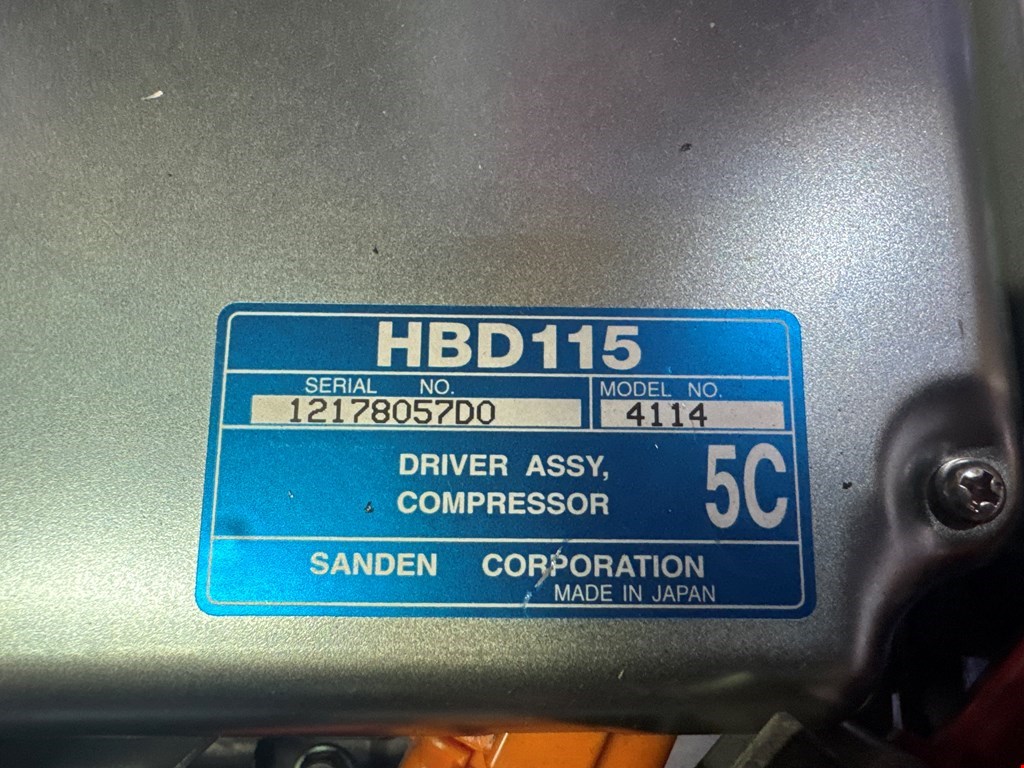 HBD115
SERIAL NO.
MODEL NO.
12178057D0
4114
DRIVER ASSY,
COMPRESSOR
5C
SANDEN CORPORATION
MADE IN JAPAN